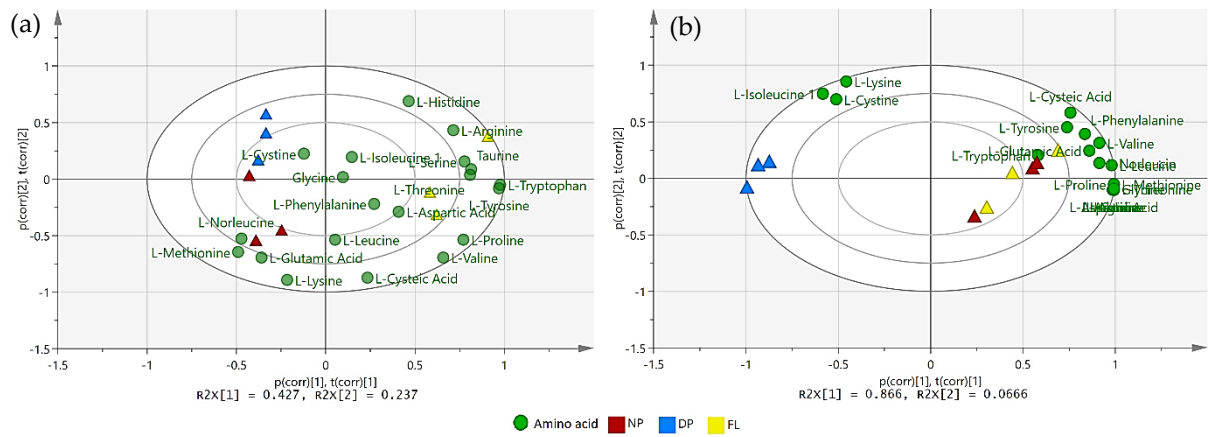 (a)
p(corr)[2], t(corr)[2]
1
0.5
0
-0.5
-1
-1.5
-1.5
-1
-0.5
0
0.5
1
L-Histidine
L-Arginine
L-Cystine
L-Isoleucine 1
Taurine
L-Serine
Glycine
L-Threonine
L-Tryptophan
L-Phenylalanine
L-Aspartic Acid
L-Tyrosine
L-Norleucine
L-Leucine
L-Proline
L-Methionine
L-Glutamic Acid
L-Valine
L-Lysine
L-Cysteic Acid
p(corr)[1], t(corr)[1]
R2X[1] = 0.427, R2X[2] = 0.237
(b)
p(corr)[2], t(corr)[2]
1
0.5
0
-0.5
-1
-1.5
-1
-0.5
0
0.5
1
L-Lysine
L-Isoleucine 1
L-Cystine
L-Cysteic Acid
L-Phenylalanine
L-Tyrosine
L-Valine
L-Glutamic Acid
L-Tryptophan
Norleucin
L-Leucine
L-Proline
L-Methionine
p(corr)[1], t(corr)[1]
R2X[1] = 0.866, R2X[2] = 0.0666
Amino acid NP DP FL